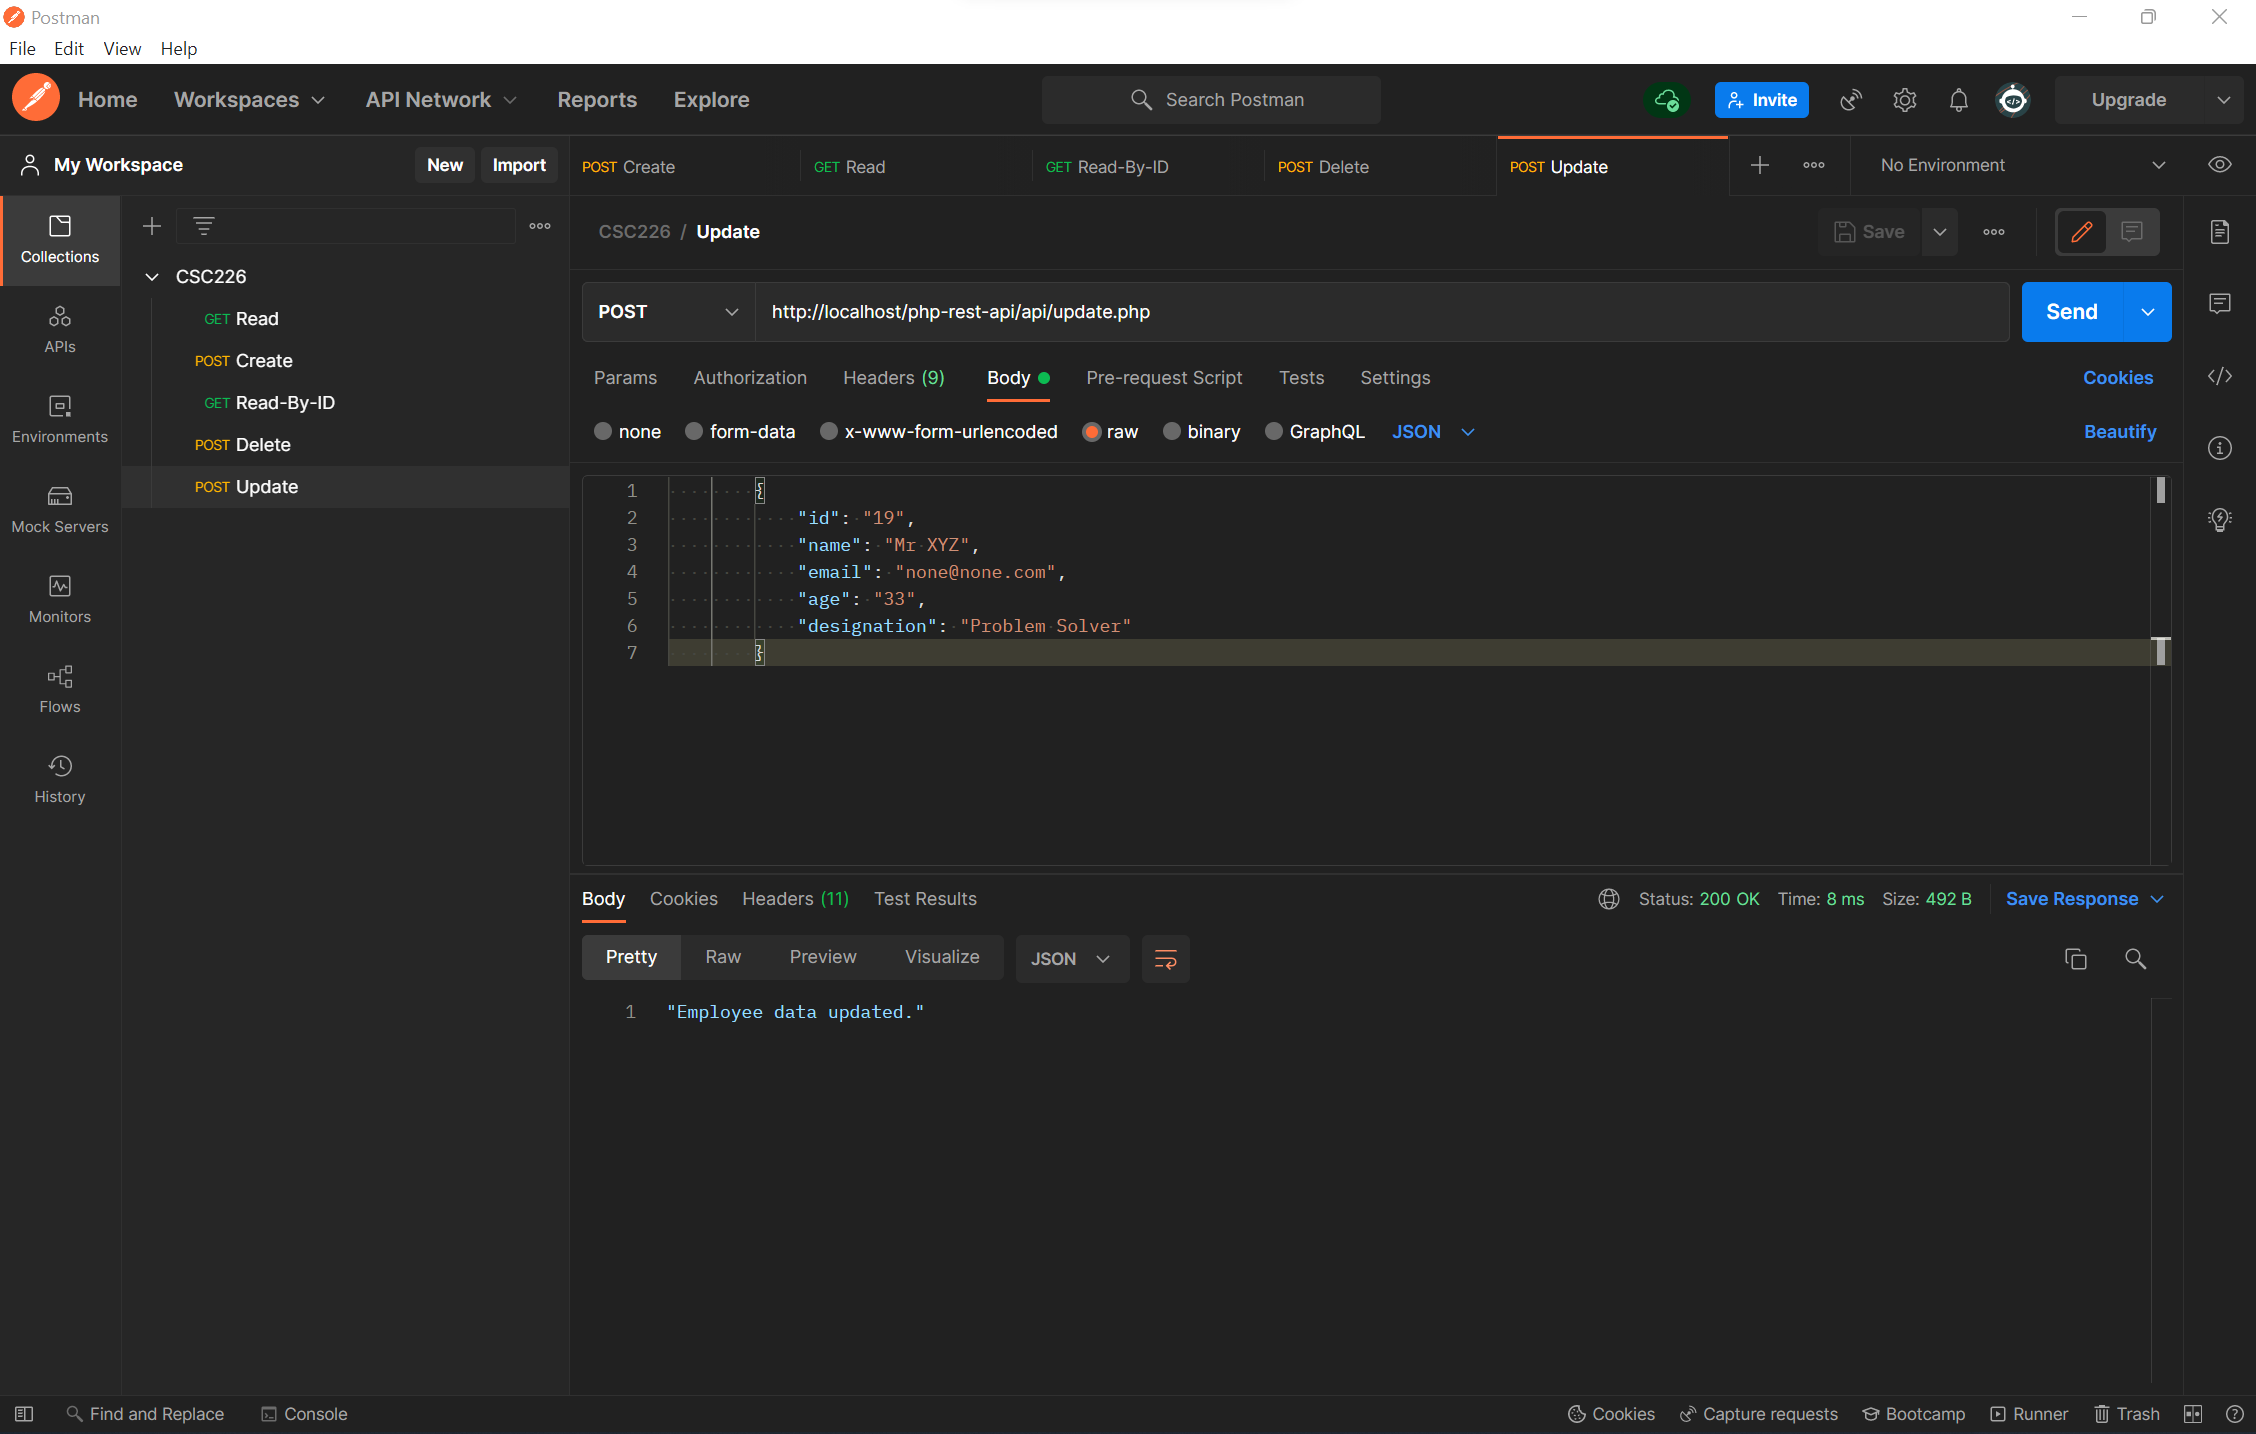 Postman
File Edit View Help
Home Workspaces API Network Reports Explore Search Postman Invite Upgrade
My Workspace New Import POST Create GET Read GET Read-By-ID POST Delete POST Update No Environment
Collections
APIs
Environments
Mock Servers
Monitors
Flows
History
CSC226
GET Read
POST Create
GET Read-By-ID
POST Delete
POST Update
CSC226 / Update Save
POST http://localhost/php-rest-api/api/update.php Send
Params Authorization Headers (9) Body Pre-request Script Tests Settings Cookies
none form-data x-www-form-urlencoded raw binary GraphQL JSON Beautify
1 {
2 "id": "19",
3 "name": "Mr XYZ",
4 "email": "none@none.com",
5 "age": "33",
6 "designation": "Problem Solver"
7 }
Body Cookies Headers (11) Test Results Status: 200 OK Time: 8 ms Size: 492 B Save Response
Pretty Raw Preview Visualize JSON
1 "Employee data updated."
Find and Replace Console Cookies Capture requests Bootcamp Runner Trash